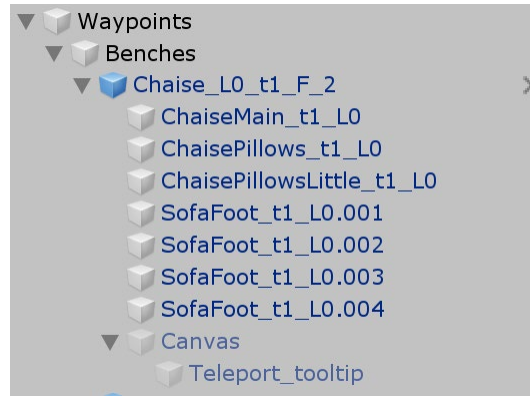 Waypoints
Benches
Chaise_L0_t1_F_2
ChaiseMain_t1_L0
ChaisePillows_t1_L0
ChaisePillowsLittle_t1_L0
SofaFoot_t1_L0.001
SofaFoot_t1_L0.002
SofaFoot_t1_L0.003
SofaFoot_t1_L0.004
Canvas
Teleport_tooltip